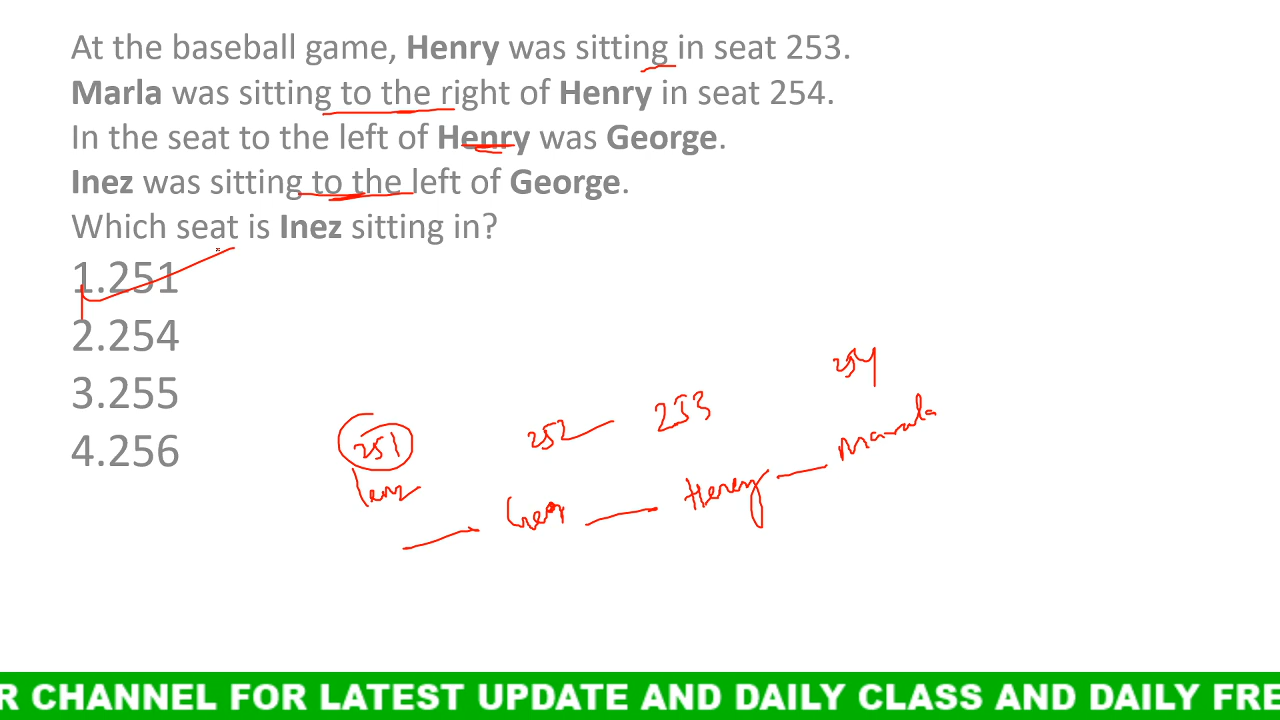 At the baseball game, Henry was sitting in seat 253.
Marla was sitting to the right of Henry in seat 254.
In the seat to the left of Henry was George.
Inez was sitting to the left of George.
Which seat is Inez sitting in?
1.251
2.254
3.255
4.256
254
251 252 253
Henry
R CHANNEL FOR LATEST UPDATE AND DAILY CLASS AND DAILY FRE